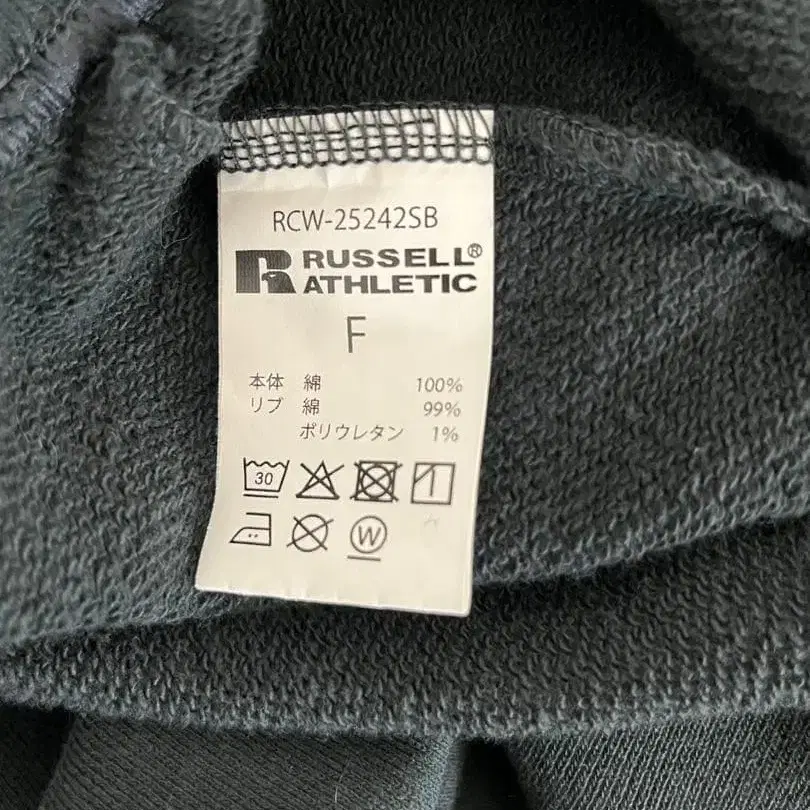 RCW-25242SB
RUSSELL®
ATHLETIC
F
本体 綿 100%
リブ 綿 99%
ポリウレタン 1%
30
W